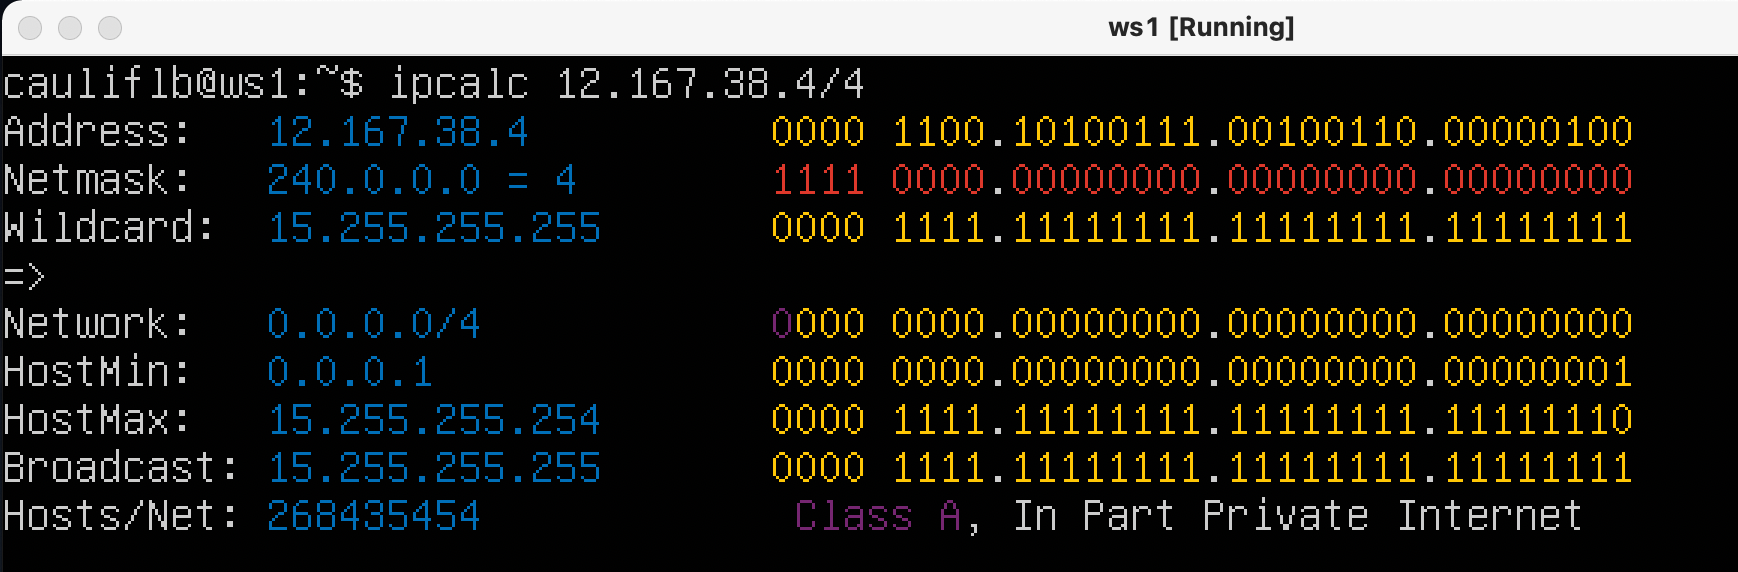 ws1 [Running]
cauliflb@ws1:~$ ipcalc 12.167.38.4/4
Address:   12.167.38.4          0000 1100.10100111.00100110.00000100
Netmask:   240.0.0.0 = 4        1111 0000.00000000.00000000.00000000
Wildcard:  15.255.255.255       0000 1111.11111111.11111111.11111111
=>
Network:   0.0.0.0/4            0000 0000.00000000.00000000.00000000
HostMin:   0.0.0.1              0000 0000.00000000.00000000.00000001
HostMax:   15.255.255.254       0000 1111.11111111.11111111.11111110
Broadcast: 15.255.255.255       0000 1111.11111111.11111111.11111111
Hosts/Net: 268435454             Class A, In Part Private Internet